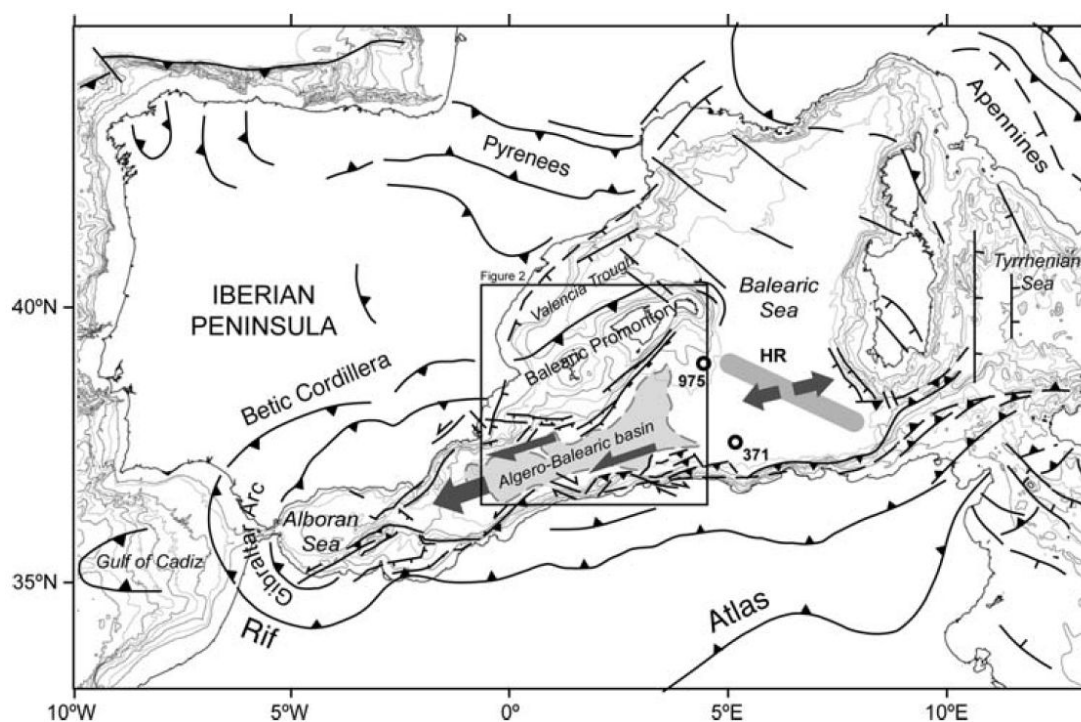 Apennines
Pyrenees
Figure 2
Valencia Trough
Balearic
Sea
Tyrrhenian
Sea
40ºN
IBERIAN
PENINSULA
Balearic Promontory
HR
975
Betic Cordillera
371
Algero-Balearic basin
Alboran
Sea
Gibraltar Arc
Gulf of Cadiz
35ºN
Rif
Atlas
10ºW
5ºW
0º
5ºE
10ºE